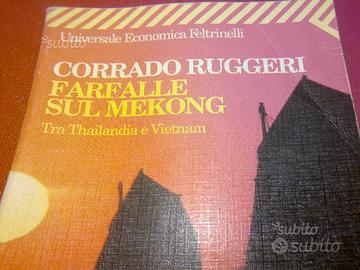 Universale Economica Feltrinelli
CORRADO RUGGERI
FARFALLE
SUL MEKONG
Tra Thailandia e Vietnam
subito
subito